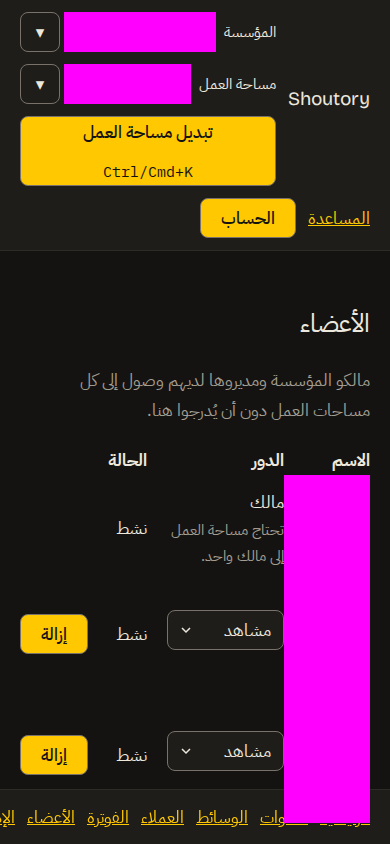 المؤسسة
▼
Shoutory
مساحة العمل
▼
تبديل مساحة العمل
Ctrl/Cmd+K
المساعدة
الحساب
الأعضاء
مالكو المؤسسة ومديروها لديهم وصول إلى كل
مساحات العمل دون أن يُدرجوا هنا.
الاسم الدور الحالة
مالك
تحتاج مساحة العمل
إلى مالك واحد.
نشط
مشاهد نشط إزالة
مشاهد نشط إزالة
الوسائط العملاء الفوترة الأعضاء